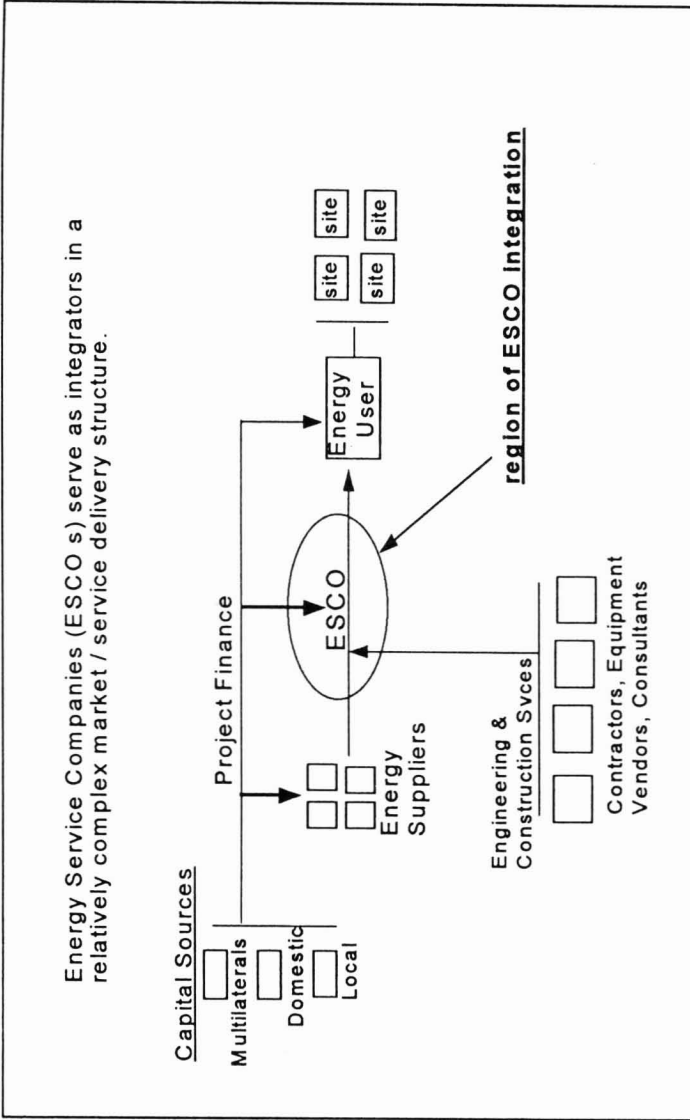 Energy Service Companies (ESCO s) serve as integrators in a
relatively complex market / service delivery structure.
Capital Sources
Multilaterals
Domestic
Local
Project Finance
Energy
Suppliers
ESCO
Energy
User
site
site
site
site
region of ESCO integration
Engineering &
Construction Svces
Contractors, Equipment
Vendors, Consultants